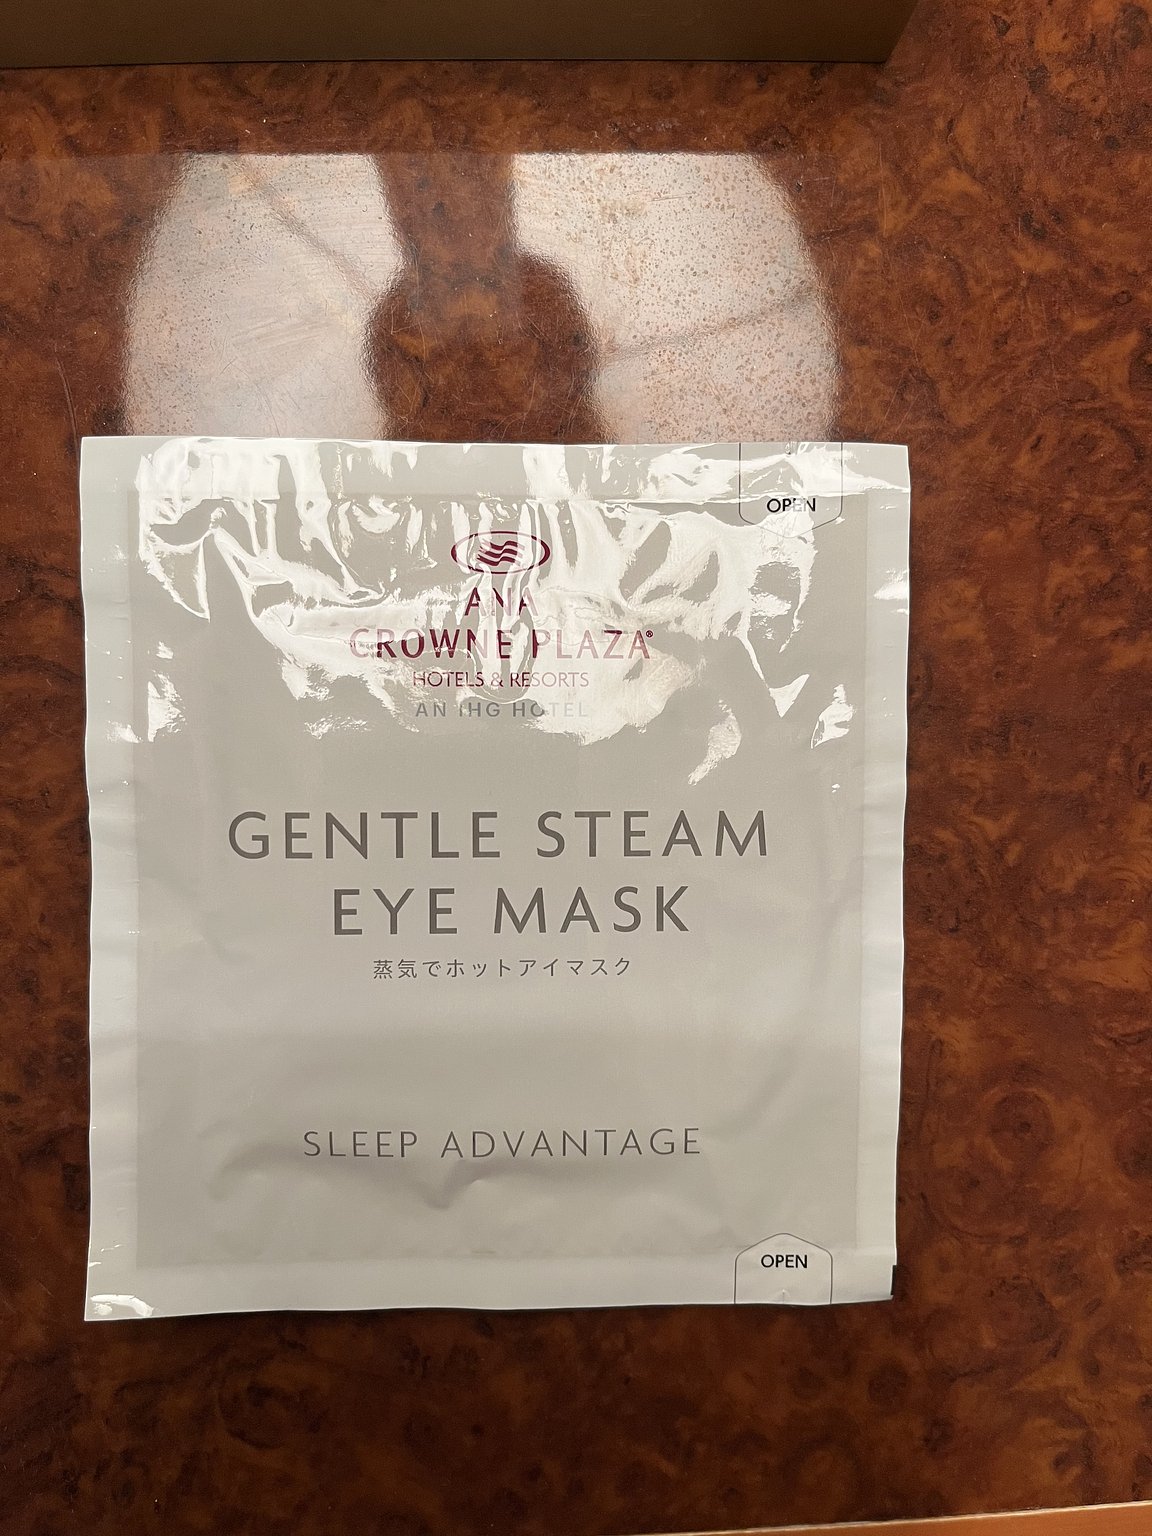 OPEN
ANA
CROWNE PLAZA®
HOTELS & RESORTS
AN IHG HOTEL
GENTLE STEAM
EYE MASK
蒸気でホットアイマスク
SLEEP ADVANTAGE
OPEN